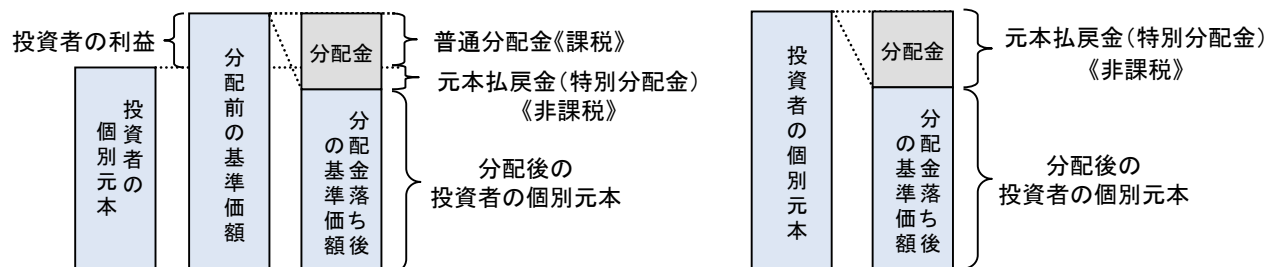 投資者の利益
投資者の
個別元本
分配前の基準価額
分配金
分配金落ち後
の基準価額
普通分配金《課税》
元本払戻金(特別分配金)
《非課税》
分配後の
投資者の個別元本
投資者の個別元本
分配金
分配金落ち後
の基準価額
元本払戻金(特別分配金)
《非課税》
分配後の
投資者の個別元本